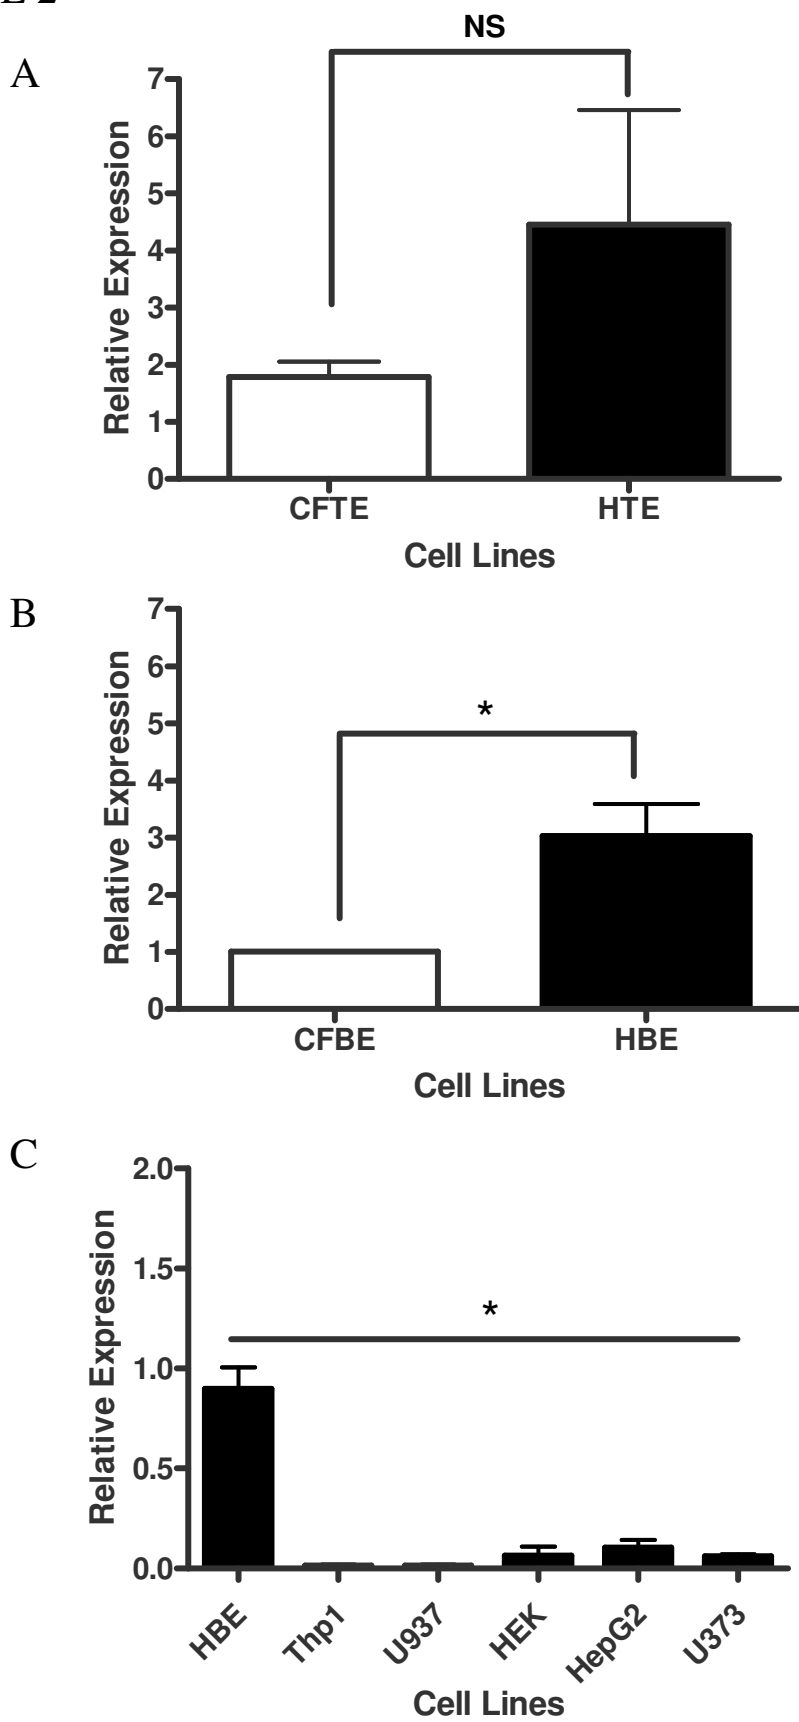 NS
A
7
6
5
4
3
2
1
0
Relative Expression
CFTE HTE
Cell Lines
B
7
6
5
4
3
2
1
0
Relative Expression
*
CFBE HBE
Cell Lines
C
2.0
1.5
1.0
0.5
0.0
Relative Expression
*
HBE Thp1 U937 HEK HepG2 U373
Cell Lines